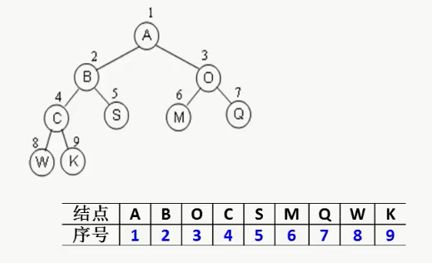 1
A
2
3
B
O
4
5
6
7
C
S
M
Q
8
9
W
K
结点 A B O C S M Q W K
序号 1 2 3 4 5 6 7 8 9